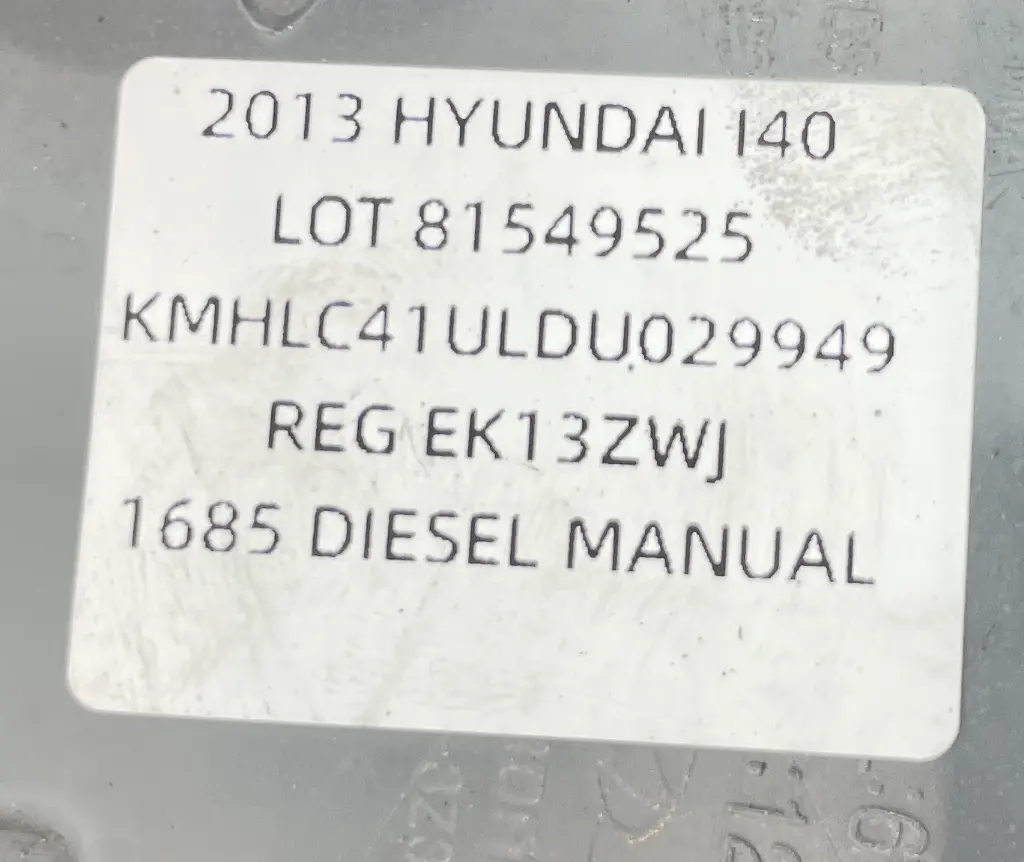 2013 HYUNDAI I40
LOT 81549525
KMHLC41ULDU029949
REG EK13ZWJ
1685 DIESEL MANUAL